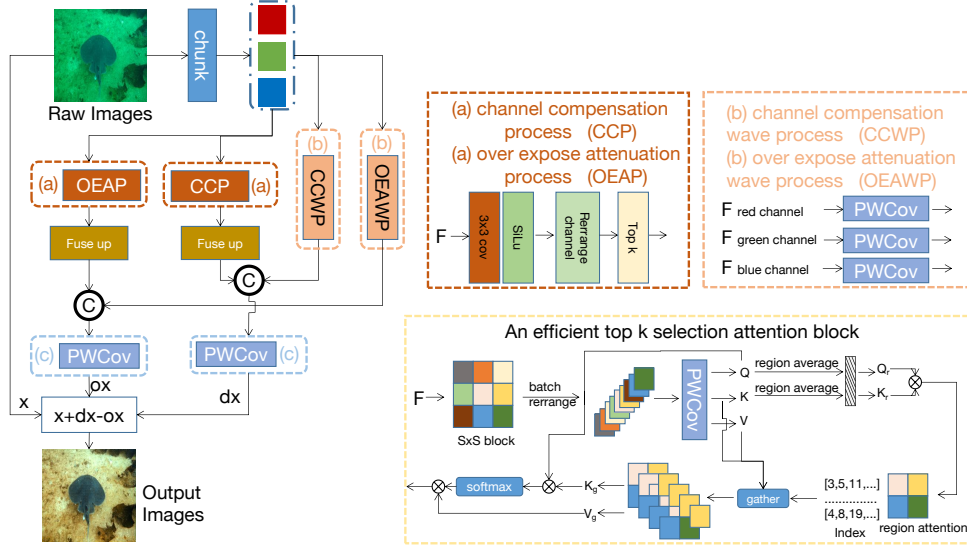 Raw Images
chunk
(a)
OEAP
CCP
(a)
(b)
CCWP
(b)
OEAWP
Fuse up
Fuse up
C
C
(c)
PWCov
PWCov
(c)
x
ox
dx
x+dx-ox
Output
Images
(a) channel compensation
process (CCP)
(a) over expose attenuation
process (OEAP)
F
3x3 cov
SiLu
Rerrange
channel
Top k
(b) channel compensation
wave process (CCWP)
(b) over expose attenuation
wave process (OEAWP)
F red channel
PWCov
F green channel
PWCov
F blue channel
PWCov
An efficient top k selection attention block
F
SxS block
batch
rerrange
PWCov
Q
K
V
region average
region average
Qr
Kr
softmax
Kg
Vg
gather
[3,5,11,...]
..............
[4,8,19,...]
Index
region attention